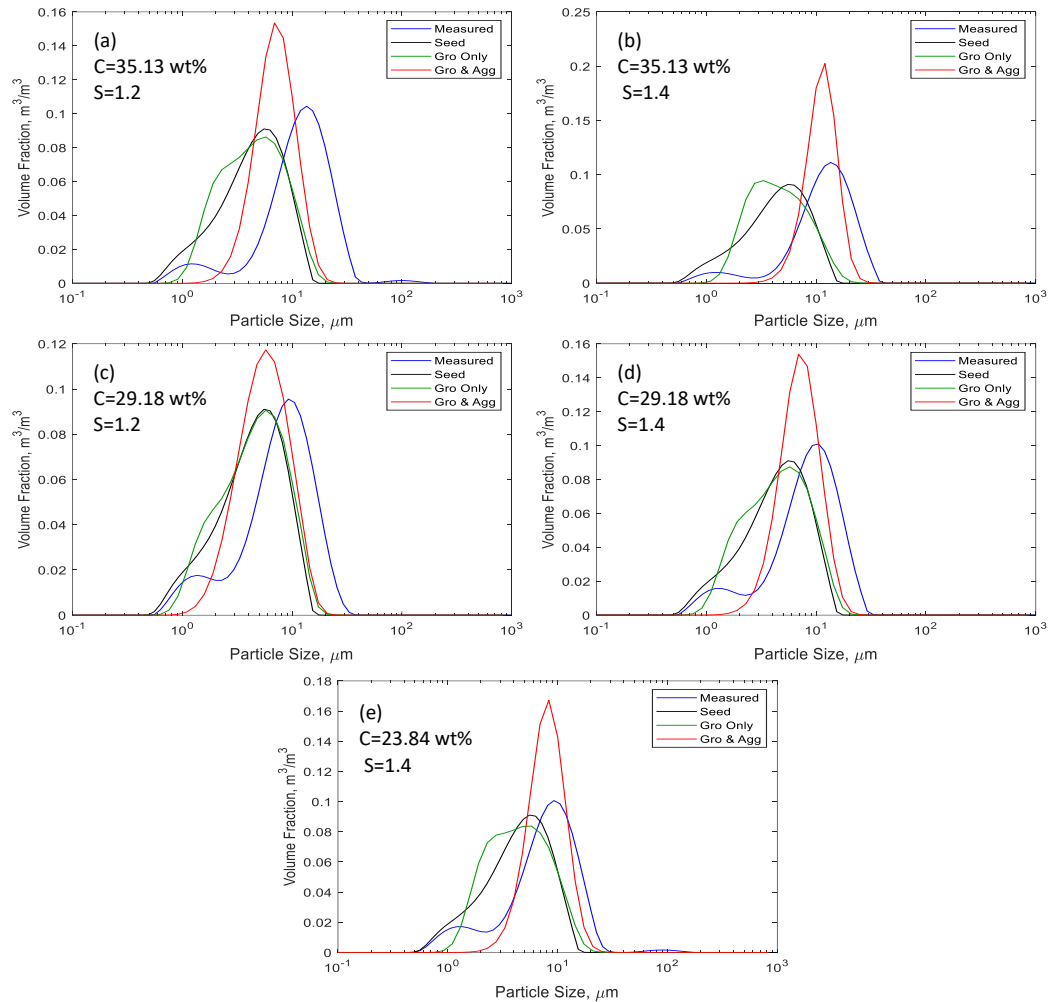 (a)
C=35.13 wt%
S=1.2
Measured
Seed
Gro Only
Gro & Agg
0.16
0.14
0.12
0.1
0.08
0.06
0.04
0.02
0
Volume Fraction, m³/m³
10⁻¹ 10⁰ 10¹ 10² 10³
Particle Size, μm
(b)
C=35.13 wt%
S=1.4
Measured
Seed
Gro Only
Gro & Agg
0.25
0.2
0.15
0.1
0.05
0
Volume Fraction, m³/m³
10⁻¹ 10⁰ 10¹ 10² 10³
Particle Size, μm
(c)
C=29.18 wt%
S=1.2
Measured
Seed
Gro Only
Gro & Agg
0.12
0.1
0.08
0.06
0.04
0.02
0
Volume Fraction, m³/m³
10⁻¹ 10⁰ 10¹ 10² 10³
Particle Size, μm
(d)
C=29.18 wt%
S=1.4
Measured
Seed
Gro Only
Gro & Agg
0.16
0.14
0.12
0.1
0.08
0.06
0.04
0.02
0
Volume Fraction, m³/m³
10⁻¹ 10⁰ 10¹ 10² 10³
Particle Size, μm
(e)
C=23.84 wt%
S=1.4
Measured
Seed
Gro Only
Gro & Agg
0.18
0.16
0.14
0.12
0.1
0.08
0.06
0.04
0.02
0
Volume Fraction, m³/m³
10⁻¹ 10⁰ 10¹ 10² 10³
Particle Size, μm